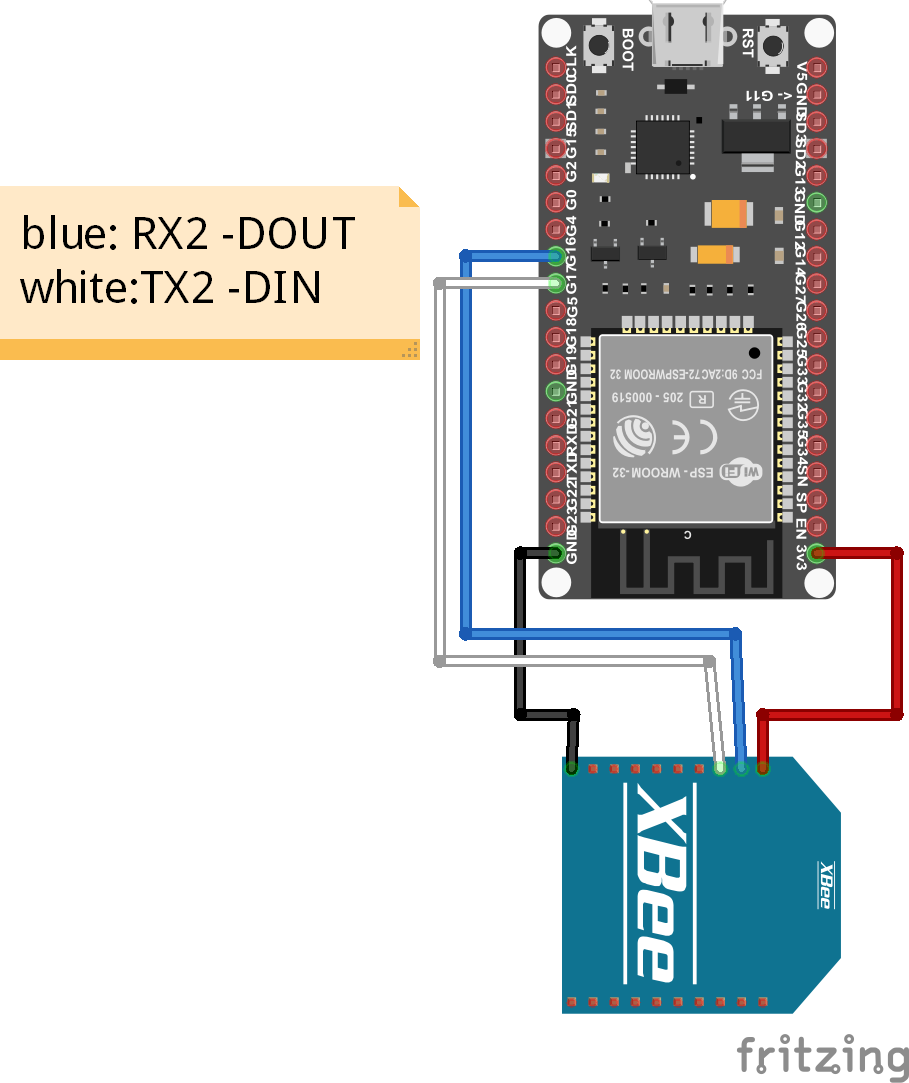 blue: RX2 -DOUT
white:TX2 -DIN
BOOT
RST
CLK
SD0
SD1
G15
G2
G0
G4
G16
G17
G5
G18
G19
GND
G21
RXD
TXD
G22
G23
GND
V5
GND
SD3
SD2
G13
GND
G12
G14
G27
G26
G25
G33
G32
G35
G34
SN
SP
EN
3v3
<- G11
FCC 9D:2AC72-ESPWROOM 32
205 - 000519
R
CE
ESP - WROOM-32
WiFi
C
XBee
XBee
fritzing